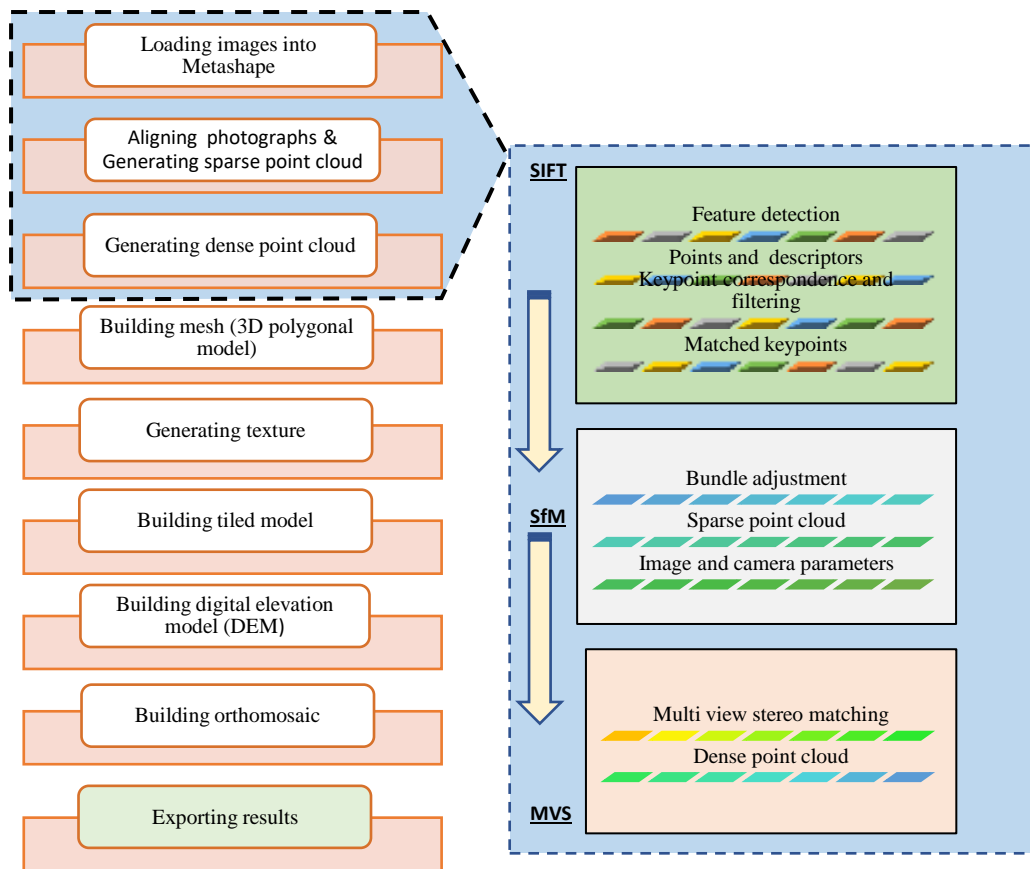 Loading images into
Metashape
Aligning photographs &
Generating sparse point cloud
Generating dense point cloud
Building mesh (3D polygonal
model)
Generating texture
Building tiled model
Building digital elevation
model (DEM)
Building orthomosaic
Exporting results
SIFT
Feature detection
Points and descriptors
Keypoint correspondence and
filtering
Matched keypoints
SfM
Bundle adjustment
Sparse point cloud
Image and camera parameters
MVS
Multi view stereo matching
Dense point cloud